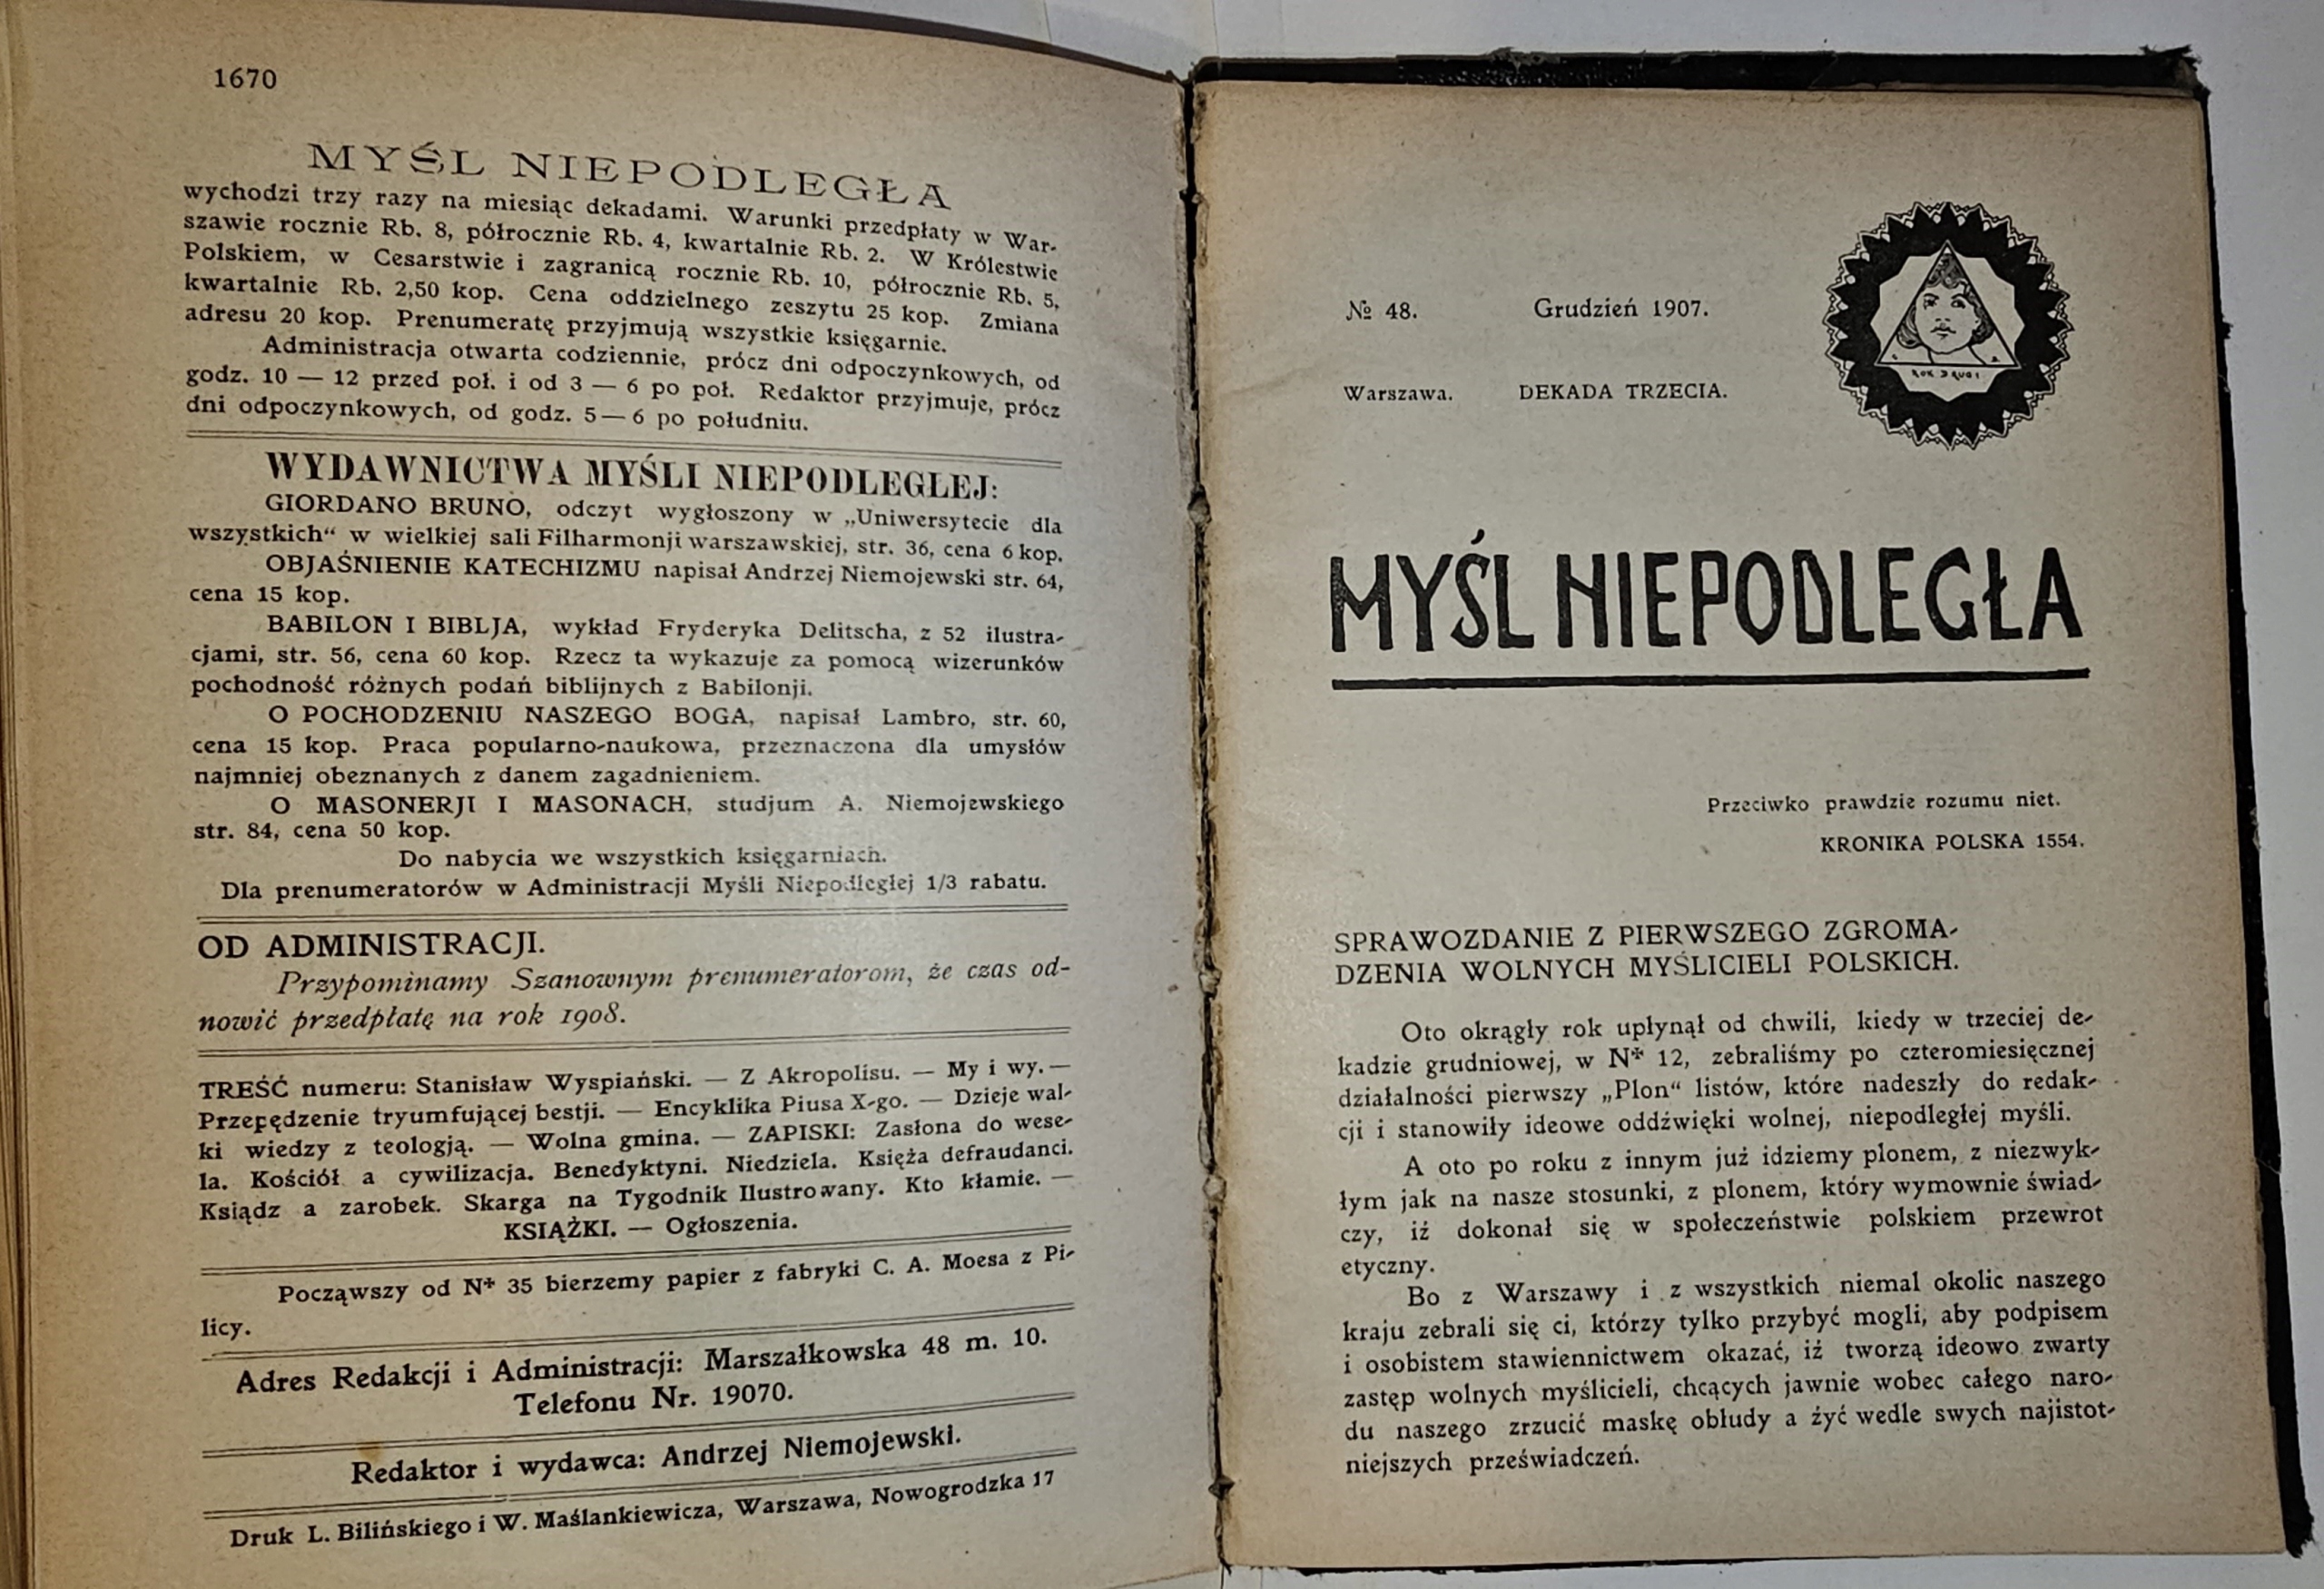 1670
MYŚL NIEPODLEGŁA
wychodzi trzy razy na miesiąc dekadami. Warunki przedpłaty w War-
szawie rocznie Rb. 8, półrocznie Rb. 4, kwartalnie Rb. 2. W Królestwie
Polskiem, w Cesarstwie i zagranicą rocznie Rb. 10, półrocznie Rb. 5,
kwartalnie Rb. 2,50 kop. Cena oddzielnego zeszytu 25 kop. Zmiana
adresu 20 kop. Prenumeratę przyjmują wszystkie księgarnie.
Administracja otwarta codziennie, prócz dni odpoczynkowych, od
godz. 10 — 12 przed poł. i od 3 — 6 po poł. Redaktor przyjmuje, prócz
dni odpoczynkowych, od godz. 5 — 6 po południu.
WYDAWNICTWA MYŚLI NIEPODLEGLEJ:
GIORDANO BRUNO, odczyt wygłoszony w „Uniwersytecie dla
wszystkich“ w wielkiej sali Filharmonji warszawskiej, str. 36, cena 6 kop.
OBJAŚNIENIE KATECHIZMU napisał Andrzej Niemojewski str. 64,
cena 15 kop.
BABILON I BIBLJA, wykład Fryderyka Delitscha, z 52 ilustra-
cjami, str. 56, cena 60 kop. Rzecz ta wykazuje za pomocą wizerunków
pochodność różnych podań biblijnych z Babilonji.
O POCHODZENIU NASZEGO BOGA, napisał Lambro, str. 60,
cena 15 kop. Praca popularno-naukowa, przeznaczona dla umysłów
najmniej obeznanych z danem zagadnieniem.
O MASONERJI I MASONACH, studjum A. Niemojewskiego
str. 84, cena 50 kop.
Do nabycia we wszystkich księgarniach.
Dla prenumeratorów w Administracji Myśli Niepodległej 1/3 rabatu.
OD ADMINISTRACJI.
Przypominamy Szanownym prenumeratorom, że czas od-
nowić przedpłatę na rok 1908.
TREŚĆ numeru: Stanisław Wyspiański. — Z Akropolisu. — My i wy. —
Przepędzenie tryumfującej bestji. — Encyklika Piusa X-go. — Dzieje wal-
ki wiedzy z teologją. — Wolna gmina. — ZAPISKI: Zasłona do wese-
la. Kościół a cywilizacja. Benedyktyni. Niedziela. Księża defraudanci.
Ksiądz a zarobek. Skarga na Tygodnik Ilustrowany. Kto kłamie. —
KSIĄŻKI. — Ogłoszenia.
Począwszy od N* 35 bierzemy papier z fabryki C. A. Moesa z Pi-
licy.
Adres Redakcji i Administracji: Marszałkowska 48 m. 10.
Telefonu Nr. 19070.
Redaktor i wydawca: Andrzej Niemojewski.
Druk L. Bilińskiego i W. Maślankiewicza, Warszawa, Nowogrodzka 17
№ 48. Grudzień 1907.
Warszawa. DEKADA TRZECIA.
ROK DRUGI
MYŚL NIEPODLEGŁA
Przeciwko prawdzie rozumu niet.
KRONIKA POLSKA 1554.
SPRAWOZDANIE Z PIERWSZEGO ZGROMA-
DZENIA WOLNYCH MYŚLICIELI POLSKICH.
Oto okrągły rok upłynął od chwili, kiedy w trzeciej de-
kadzie grudniowej, w N* 12, zebraliśmy po czteromiesięcznej
działalności pierwszy „Plon“ listów, które nadeszły do redak-
cji i stanowiły ideowe oddźwięki wolnej, niepodległej myśli.
A oto po roku z innym już idziemy plonem, z niezwyk-
łym jak na nasze stosunki, z plonem, który wymownie świad-
czy, iż dokonał się w społeczeństwie polskiem przewrot
etyczny.
Bo z Warszawy i z wszystkich niemal okolic naszego
kraju zebrali się ci, którzy tylko przybyć mogli, aby podpisem
i osobistem stawiennictwem okazać, iż tworzą ideowo zwarty
zastęp wolnych myślicieli, chcących jawnie wobec całego naro-
du naszego zrzucić maskę obłudy a żyć wedle swych najistot-
niejszych przeświadczeń.